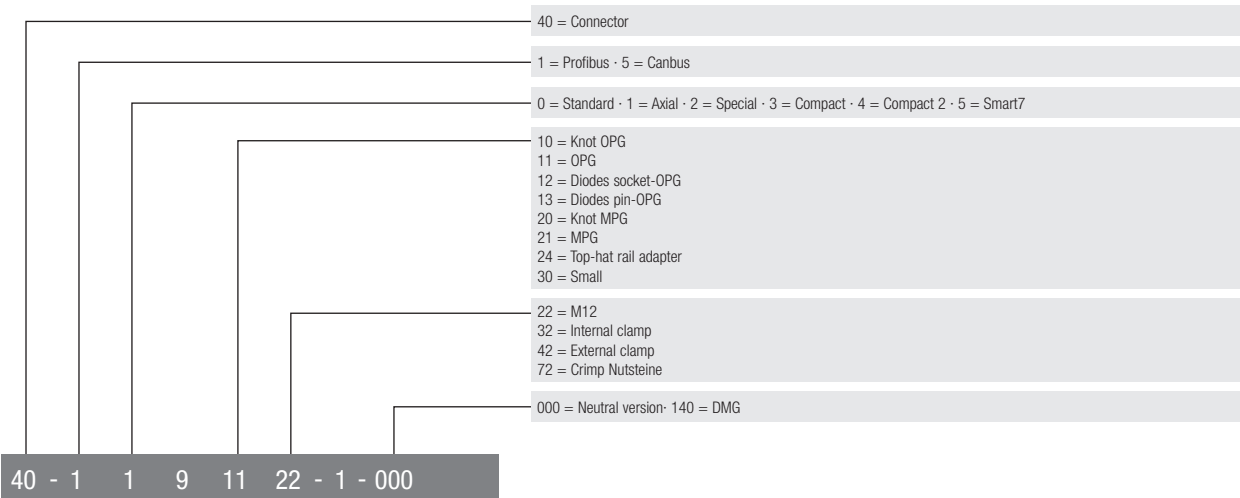 40 = Connector
1 = Profibus · 5 = Canbus
0 = Standard · 1 = Axial · 2 = Special · 3 = Compact · 4 = Compact 2 · 5 = Smart7
10 = Knot OPG
11 = OPG
12 = Diodes socket-OPG
13 = Diodes pin-OPG
20 = Knot MPG
21 = MPG
24 = Top-hat rail adapter
30 = Small
22 = M12
32 = Internal clamp
42 = External clamp
72 = Crimp Nutsteine
000 = Neutral version· 140 = DMG
40 - 1 1 9 11 22 - 1 - 000